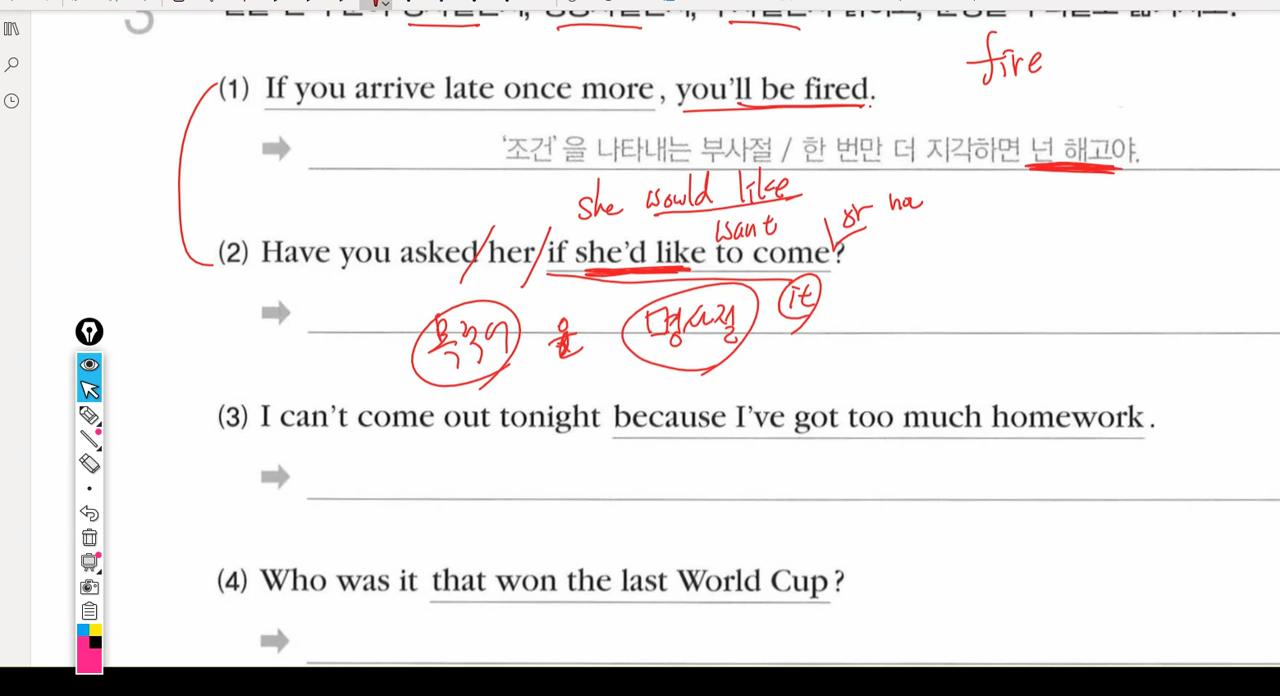 3
fire
(1) If you arrive late once more, you'll be fired.
'조건'을 나타내는 부사절 / 한 번만 더 지각하면 넌 해고야.
she would like
want
or no
(2) Have you asked her if she'd like to come?
it
목적어 을 명사절
(3) I can't come out tonight because I've got too much homework.
(4) Who was it that won the last World Cup?